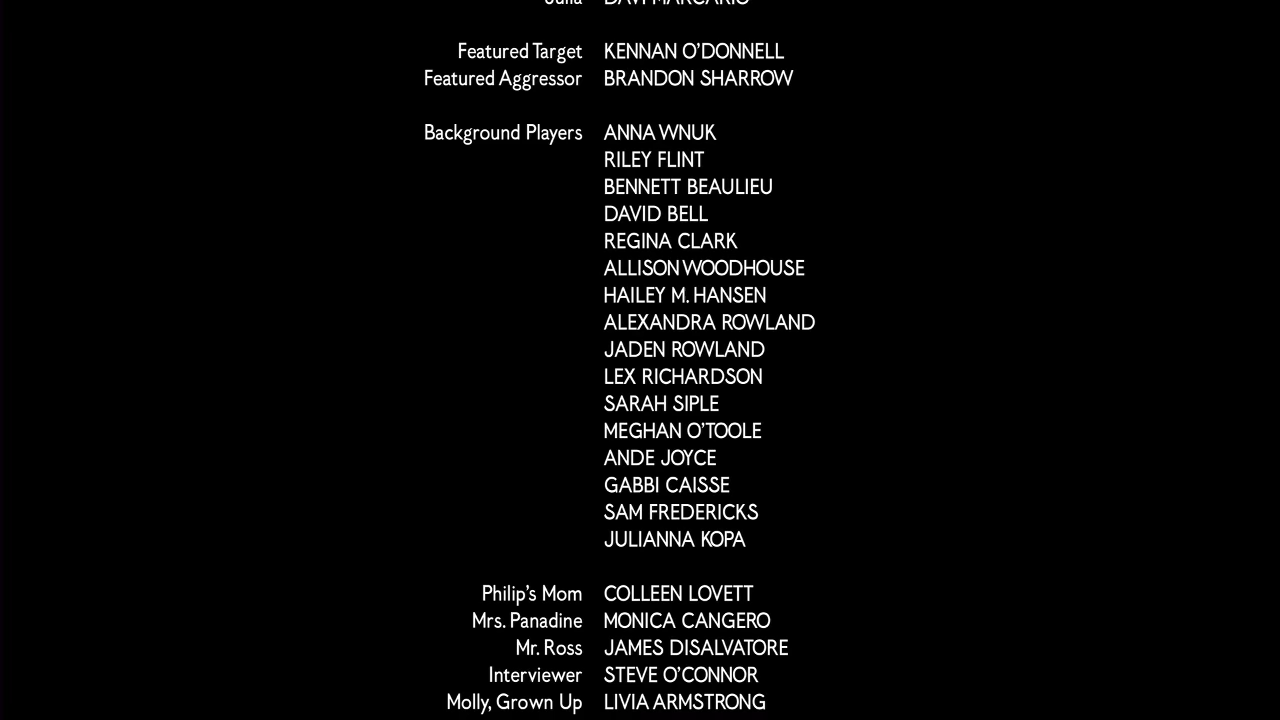 Featured Target KENNAN O'DONNELL
Featured Aggressor BRANDON SHARROW
Background Players ANNA WNUK
RILEY FLINT
BENNETT BEAULIEU
DAVID BELL
REGINA CLARK
ALLISON WOODHOUSE
HAILEY M. HANSEN
ALEXANDRA ROWLAND
JADEN ROWLAND
LEX RICHARDSON
SARAH SIPLE
MEGHAN O'TOOLE
ANDE JOYCE
GABBI CAISSE
SAM FREDERICKS
JULIANNA KOPA
Philip's Mom COLLEEN LOVETT
Mrs. Panadine MONICA CANGERO
Mr. Ross JAMES DISALVATORE
Interviewer STEVE O'CONNOR
Molly, Grown Up LIVIA ARMSTRONG